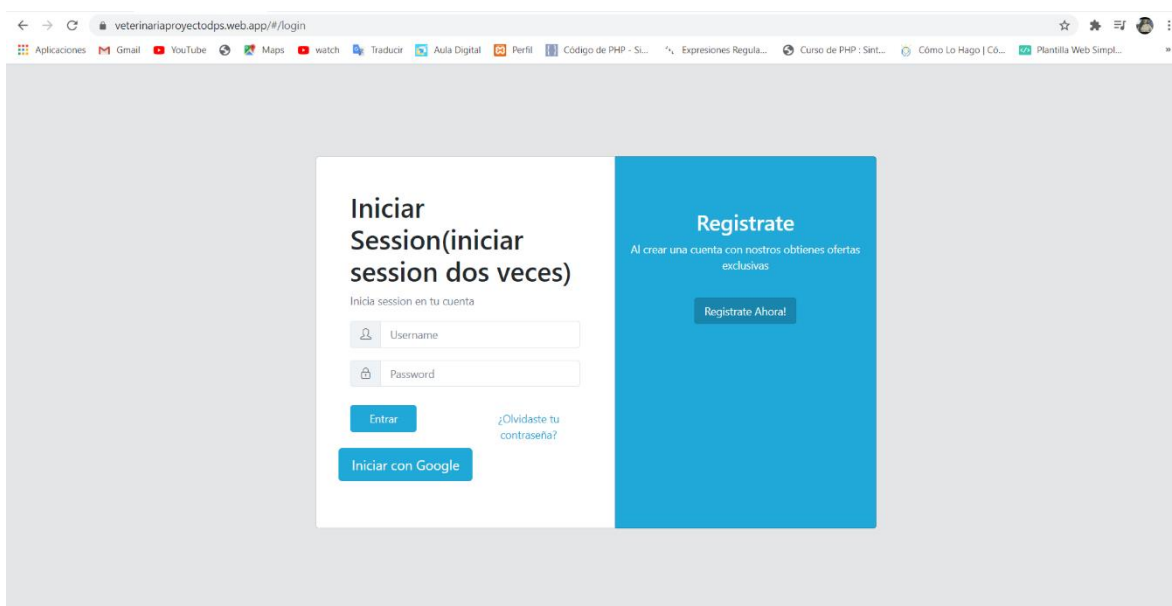 veterinariaproyectodps.web.app/#/login
Aplicaciones Gmail YouTube Maps watch Traducir Aula Digital Perfil Código de PHP - Si... Expresiones Regula... Curso de PHP : Sint... Cómo Lo Hago | Có... Plantilla Web Simpl... »
Iniciar
Session(iniciar
session dos veces)
Inicia session en tu cuenta
Username
Password
Entrar
¿Olvidaste tu
contraseña?
Iniciar con Google
Registrate
Al crear una cuenta con nostros obtienes ofertas
exclusivas
Registrate Ahora!